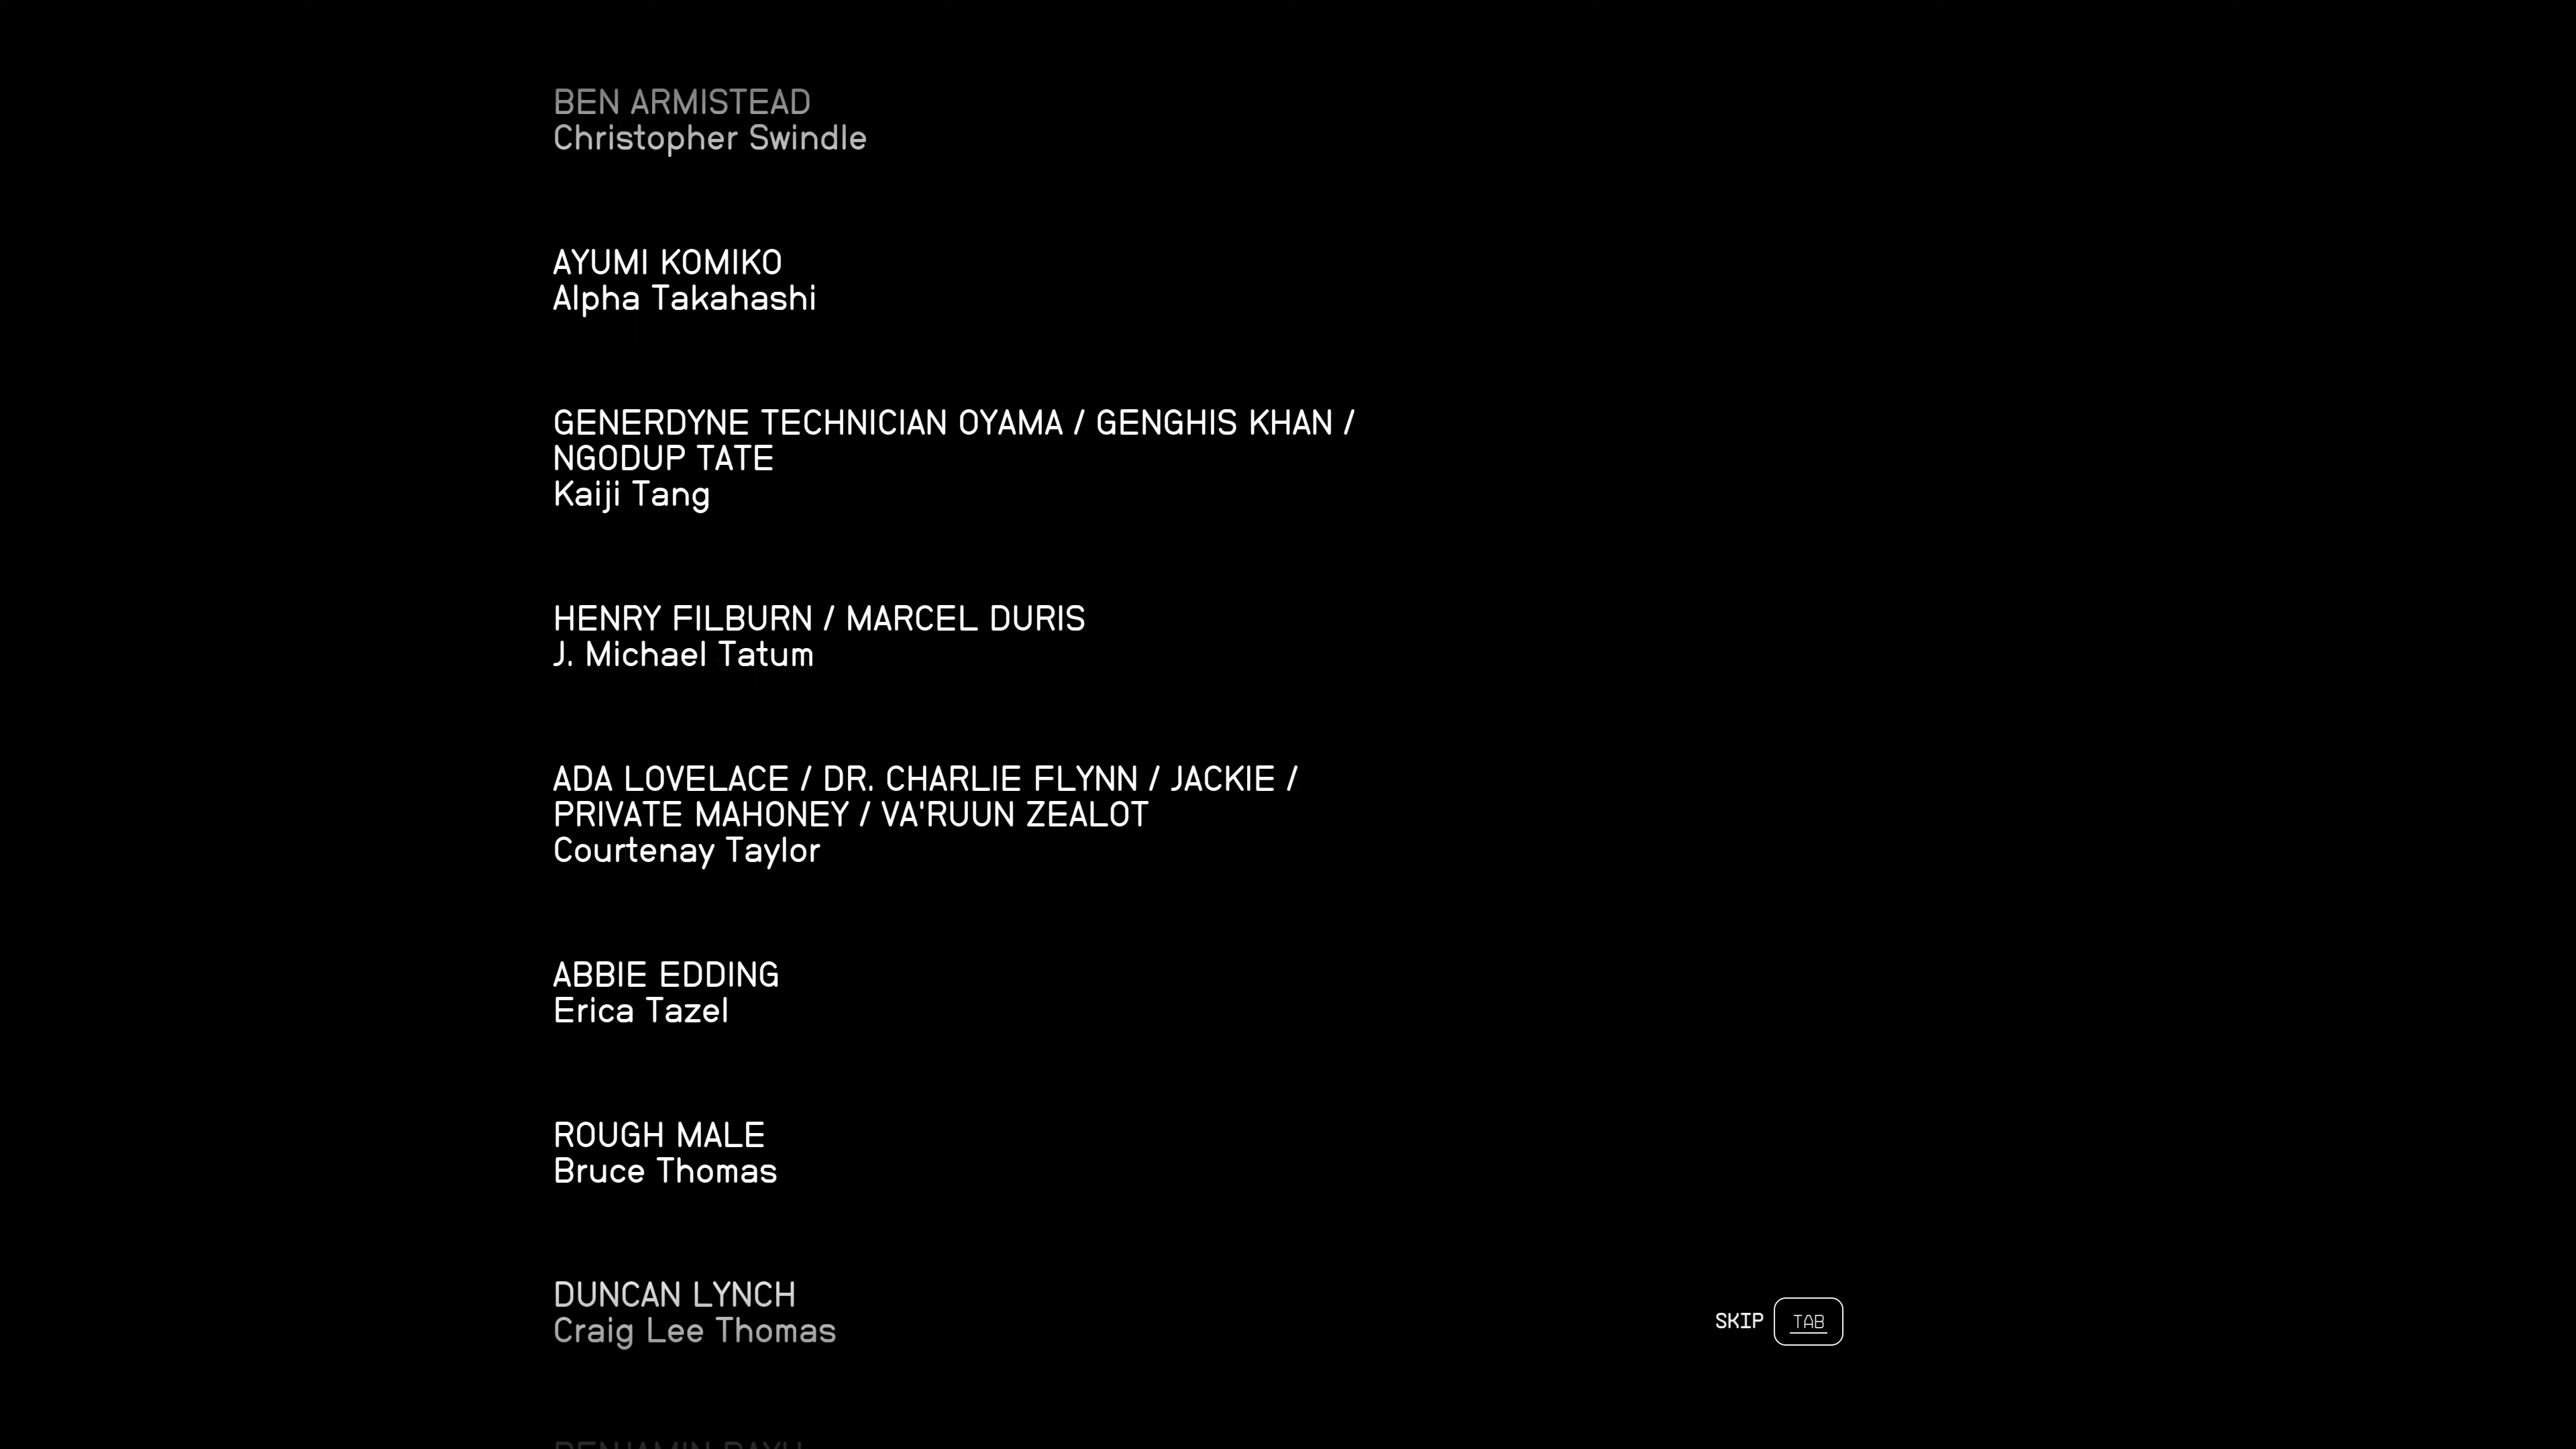 BEN ARMISTEAD
Christopher Swindle
AYUMI KOMIKO
Alpha Takahashi
GENERDYNE TECHNICIAN OYAMA / GENGHIS KHAN /
NGODUP TATE
Kaiji Tang
HENRY FILBURN / MARCEL DURIS
J. Michael Tatum
ADA LOVELACE / DR. CHARLIE FLYNN / JACKIE /
PRIVATE MAHONEY / VA'RUUN ZEALOT
Courtenay Taylor
ABBIE EDDING
Erica Tazel
ROUGH MALE
Bruce Thomas
DUNCAN LYNCH
Craig Lee Thomas
SKIP TAB